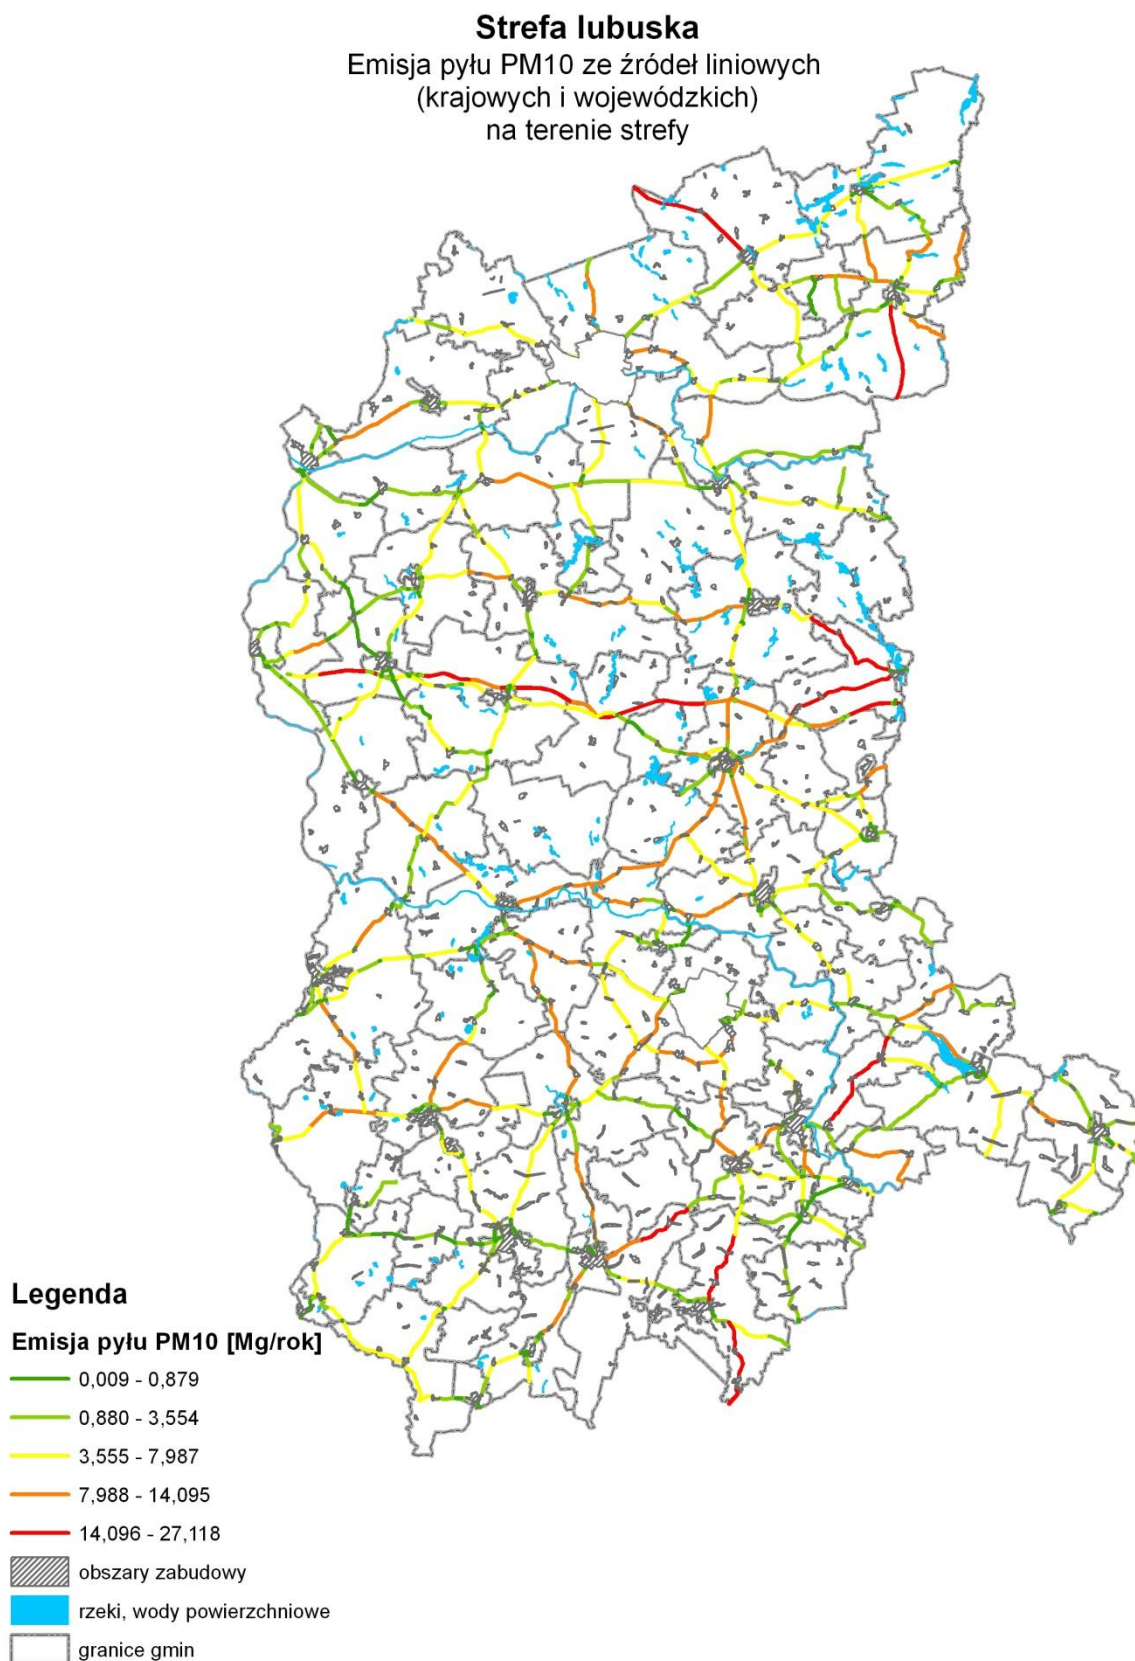 Strefa lubuska
Emisja pyłu PM10 ze źródeł liniowych
(krajowych i wojewódzkich)
na terenie strefy
Legenda
Emisja pyłu PM10 [Mg/rok]
0,009 - 0,879
0,880 - 3,554
3,555 - 7,987
7,988 - 14,095
14,096 - 27,118
obszary zabudowy
rzeki, wody powierzchniowe
granice gmin